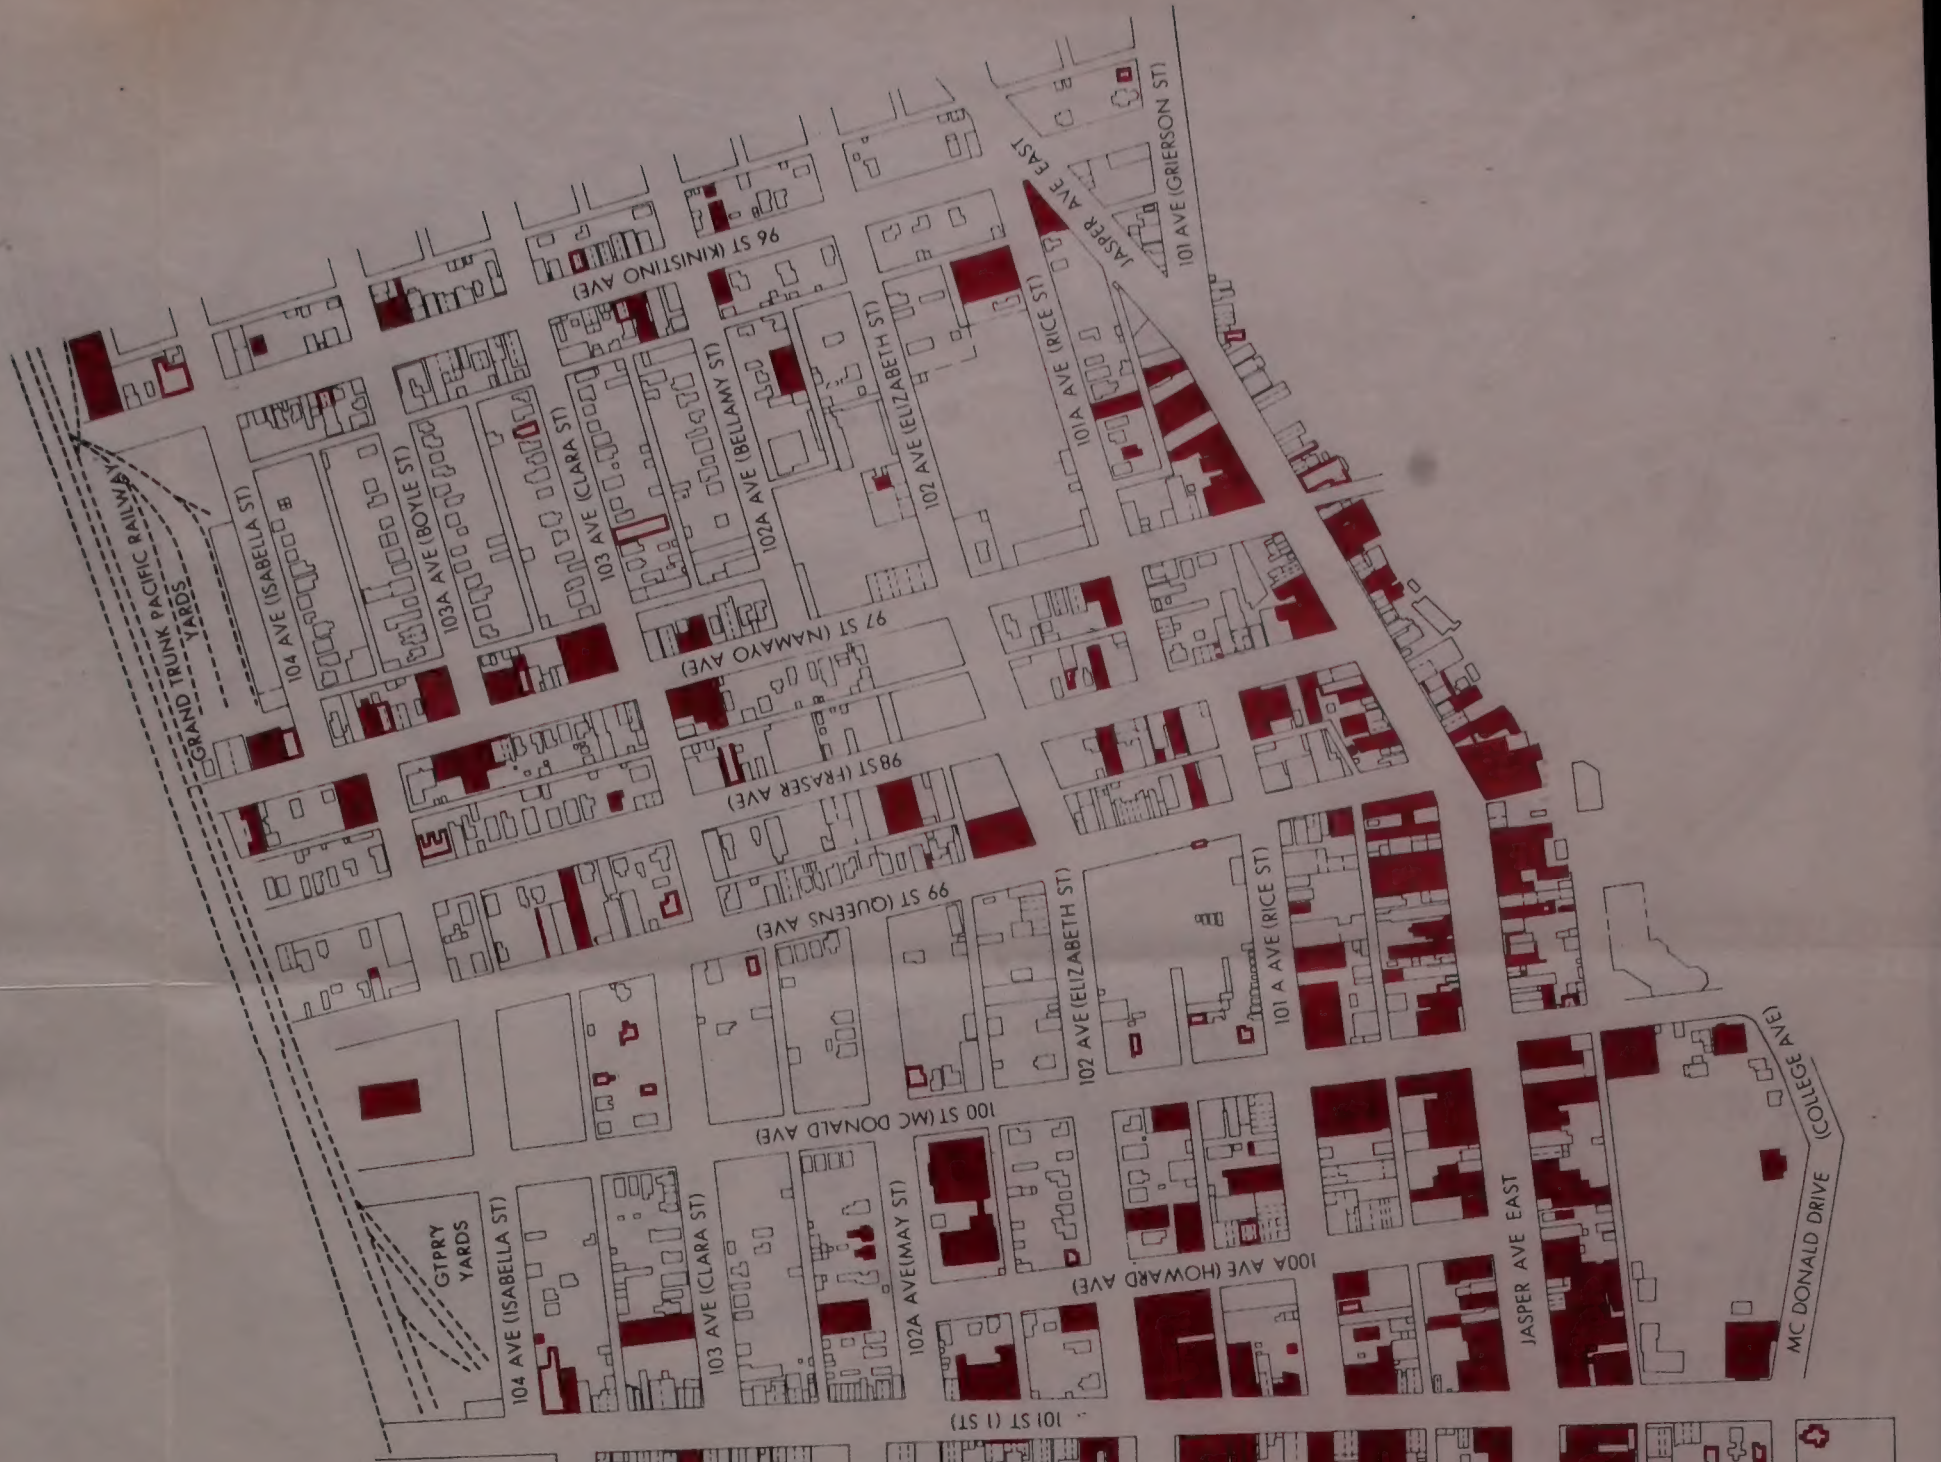 JASPER AVE EAST
101 AVE (GRIERSON ST)
JASPER
96 ST (KINISTINO AVE)
101A AVE (RICE ST)
102 AVE (ELIZABETH ST)
102A AVE (BELLAMY ST)
103 AVE (CLARA ST)
103A AVE (BOYLE ST)
104 AVE (ISABELLA ST)
GRAND TRUNK PACIFIC RAILWAY
YARDS
97 ST (NAMAYO AVE)
98 ST (FRASER AVE)
99 ST (QUEENS AVE)
102 AVE (ELIZABETH ST)
101 A AVE (RICE ST)
100 ST (MC DONALD AVE)
(COLLEGE AVE)
MC DONALD DRIVE
GTPRY
YARDS
104 AVE (ISABELLA ST)
103 AVE (CLARA ST)
102A AVE (MAY ST)
100A AVE (HOWARD AVE)
JASPER AVE EAST
101 ST (1 ST)